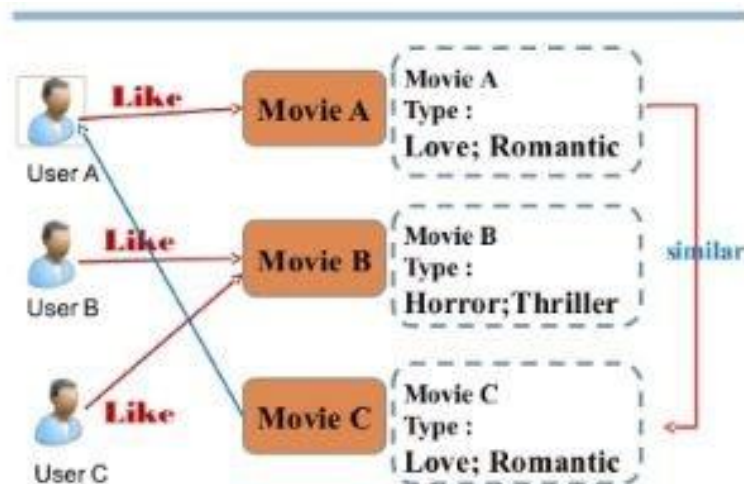 Like
Movie A
Movie A
Type :
Love; Romantic
User A
similar
Like
Movie B
Movie B
Type :
Horror;Thriller
User B
Like
Movie C
Movie C
Type :
Love; Romantic
User C